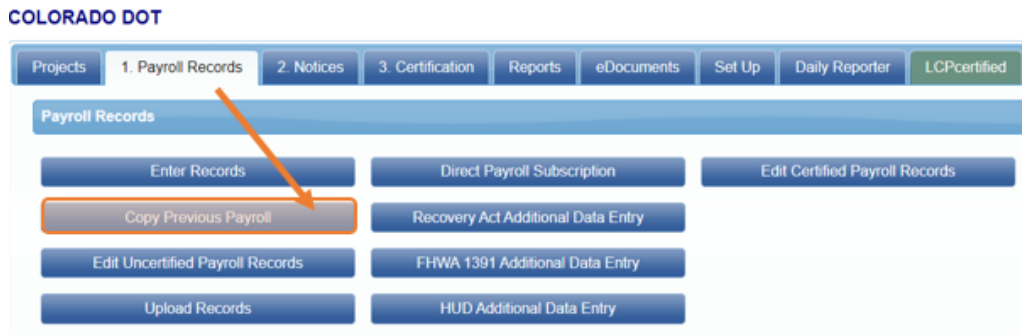 COLORADO DOT
Projects 1. Payroll Records 2. Notices 3. Certification Reports eDocuments Set Up Daily Reporter LCPcertified
Payroll Records
Enter Records Direct Payroll Subscription Edit Certified Payroll Records
Copy Previous Payroll Recovery Act Additional Data Entry
Edit Uncertified Payroll Records FHWA 1391 Additional Data Entry
Upload Records HUD Additional Data Entry